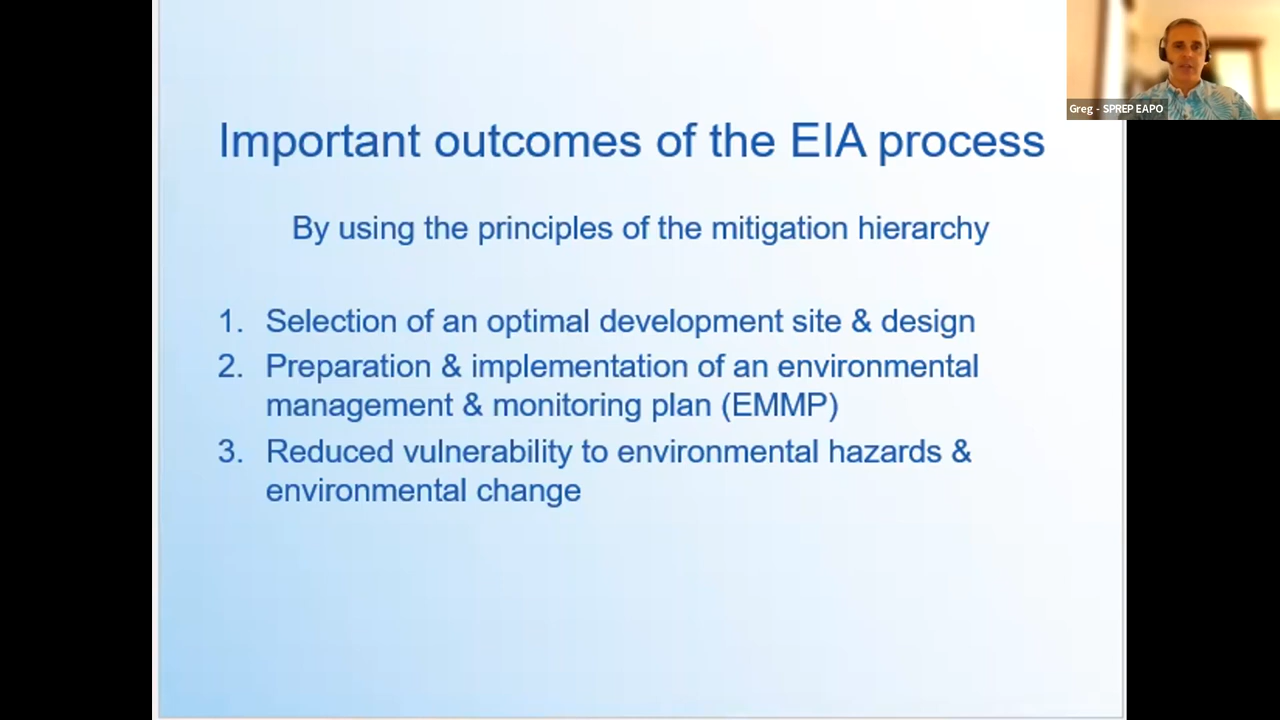 Important outcomes of the EIA process
By using the principles of the mitigation hierarchy
1. Selection of an optimal development site & design
2. Preparation & implementation of an environmental
management & monitoring plan (EMMP)
3. Reduced vulnerability to environmental hazards &
environmental change
Greg - SPREP EAPO